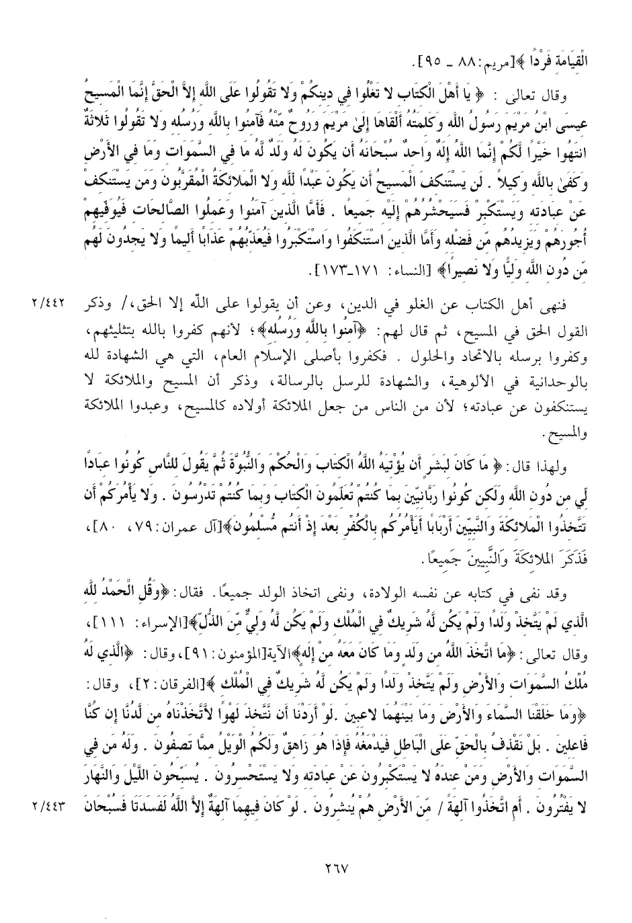 الْقِيَامَةِ فَرْدًا ﴾[مريم: ٨٨ ـ ٩٥].
وقال تعالى : ﴿ يَا أَهْلَ الْكِتَابِ لا تَغْلُوا فِي دِينِكُمْ وَلا تَقُولُوا عَلَى اللَّهِ إِلاَّ الْحَقَّ إِنَّمَا الْمَسِيحُ
عِيسَى ابْنُ مَرْيَمَ رَسُولُ اللَّهِ وَكَلِمَتُهُ أَلْقَاهَا إِلَىٰ مَرْيَمَ وَرُوحٌ مِّنْهُ فَآمِنُوا بِاللَّهِ وَرُسُلِهِ وَلا تَقُولُوا ثَلاثَةٌ
انتَهُوا خَيْرًا لَّكُمْ إِنَّمَا اللَّهُ إِلَهٌ وَاحِدٌ سُبْحَانَهُ أَن يَكُونَ لَهُ وَلَدٌ لَّهُ مَا فِي السَّمَوَاتِ وَمَا فِي الأَرْضِ
وَكَفَىٰ بِاللَّهِ وَكِيلاً . لَن يَسْتَنكِفَ الْمَسِيحُ أَن يَكُونَ عَبْدًا لِّلَّهِ وَلا الْمَلائِكَةُ الْمُقَرَّبُونَ وَمَن يَسْتَنكِفْ
عَنْ عِبَادَتِهِ وَيَسْتَكْبِرْ فَسَيَحْشُرُهُمْ إِلَيْهِ جَمِيعًا . فَأَمَّا الَّذِينَ آمَنُوا وَعَمِلُوا الصَّالِحَاتِ فَيُوَفِّيهِمْ
أُجُورَهُمْ وَيَزِيدُهُم مِّن فَضْلِهِ وَأَمَّا الَّذِينَ اسْتَنكَفُوا وَاسْتَكْبَرُوا فَيُعَذِّبُهُمْ عَذَابًا أَلِيمًا وَلا يَجِدُونَ لَهُم
مِّن دُونِ اللَّهِ وَلِيًّا وَلا نَصِيرًا﴾ [النساء: ١٧١-١٧٣].
فنهى أهل الكتاب عن الغلو في الدين، وعن أن يقولوا على الله إلا الحق،/ وذكر ٢/٤٤٢
القول الحق في المسيح، ثم قال لهم: ﴿آمِنُوا بِاللَّهِ وَرُسُلِهِ﴾؛ لأنهم كفروا بالله بتثليثهم،
وكفروا برسله بالاتحاد والحلول . فكفروا بأصلى الإسلام العام، التي هي الشهادة لله
بالوحدانية في الألوهية، والشهادة للرسل بالرسالة، وذكر أن المسيح والملائكة لا
يستنكفون عن عبادته؛ لأن من الناس من جعل الملائكة أولاده كالمسيح، وعبدوا الملائكة
والمسيح.
ولهذا قال: ﴿ مَا كَانَ لِبَشَرٍ أَن يُؤْتِيَهُ اللَّهُ الْكِتَابَ وَالْحُكْمَ وَالنُّبُوَّةَ ثُمَّ يَقُولَ لِلنَّاسِ كُونُوا عِبَادًا
لِّي مِن دُونِ اللَّهِ وَلَكِن كُونُوا رَبَّانِيِّينَ بِمَا كُنتُمْ تُعَلِّمُونَ الْكِتَابَ وَبِمَا كُنتُمْ تَدْرُسُونَ . وَلا يَأْمُرَكُمْ أَن
تَتَّخِذُوا الْمَلائِكَةَ وَالنَّبِيِّينَ أَرْبَابًا أَيَأْمُرُكُم بِالْكُفْرِ بَعْدَ إِذْ أَنتُم مُّسْلِمُونَ﴾[آل عمران: ٧٩، ٨٠]،
فَذَكَرَ الملائِكةَ وَالنَّبِيينَ جَمِيعًا.
وقد نفى في كتابه عن نفسه الولادة، ونفى اتخاذ الولد جميعًا. فقال: ﴿وَقُلِ الْحَمْدُ لِلَّهِ
الَّذِي لَمْ يَتَّخِذْ وَلَدًا وَلَمْ يَكُن لَّهُ شَرِيكٌ فِي الْمُلْكِ وَلَمْ يَكُن لَّهُ وَلِيٌّ مِّنَ الذُّلِّ﴾[الإسراء: ١١١]،
وقال تعالى: ﴿مَا اتَّخَذَ اللَّهُ مِن وَلَدٍ وَمَا كَانَ مَعَهُ مِنْ إِلَهٍ﴾الآية[المؤمنون: ٩١]، وقال: ﴿الَّذِي لَهُ
مُلْكُ السَّمَوَاتِ وَالأَرْضِ وَلَمْ يَتَّخِذْ وَلَدًا وَلَمْ يَكُن لَّهُ شَرِيكٌ فِي الْمُلْكِ ﴾[الفرقان: ٢]، وقال:
﴿وَمَا خَلَقْنَا السَّمَاءَ وَالأَرْضَ وَمَا بَيْنَهُمَا لاعِبِينَ . لَوْ أَرَدْنَا أَن نَّتَّخِذَ لَهْوًا لاَّتَّخَذْنَاهُ مِن لَّدُنَّا إِن كُنَّا
فَاعِلِينَ . بَلْ نَقْذِفُ بِالْحَقِّ عَلَى الْبَاطِلِ فَيَدْمَغُهُ فَإِذَا هُوَ زَاهِقٌ وَلَكُمُ الْوَيْلُ مِمَّا تَصِفُونَ . وَلَهُ مَن فِي
السَّمَوَاتِ وَالأَرْضِ وَمَنْ عِندَهُ لا يَسْتَكْبِرُونَ عَنْ عِبَادَتِهِ وَلا يَسْتَحْسِرُونَ . يُسَبِّحُونَ اللَّيْلَ وَالنَّهَارَ
لا يَفْتُرُونَ . أَمِ اتَّخَذُوا آلِهَةً / مِّنَ الأَرْضِ هُمْ يُنشِرُونَ . لَوْ كَانَ فِيهِمَا آلِهَةٌ إِلاَّ اللَّهُ لَفَسَدَتَا فَسُبْحَانَ ٢/٤٤٣
٢٦٧